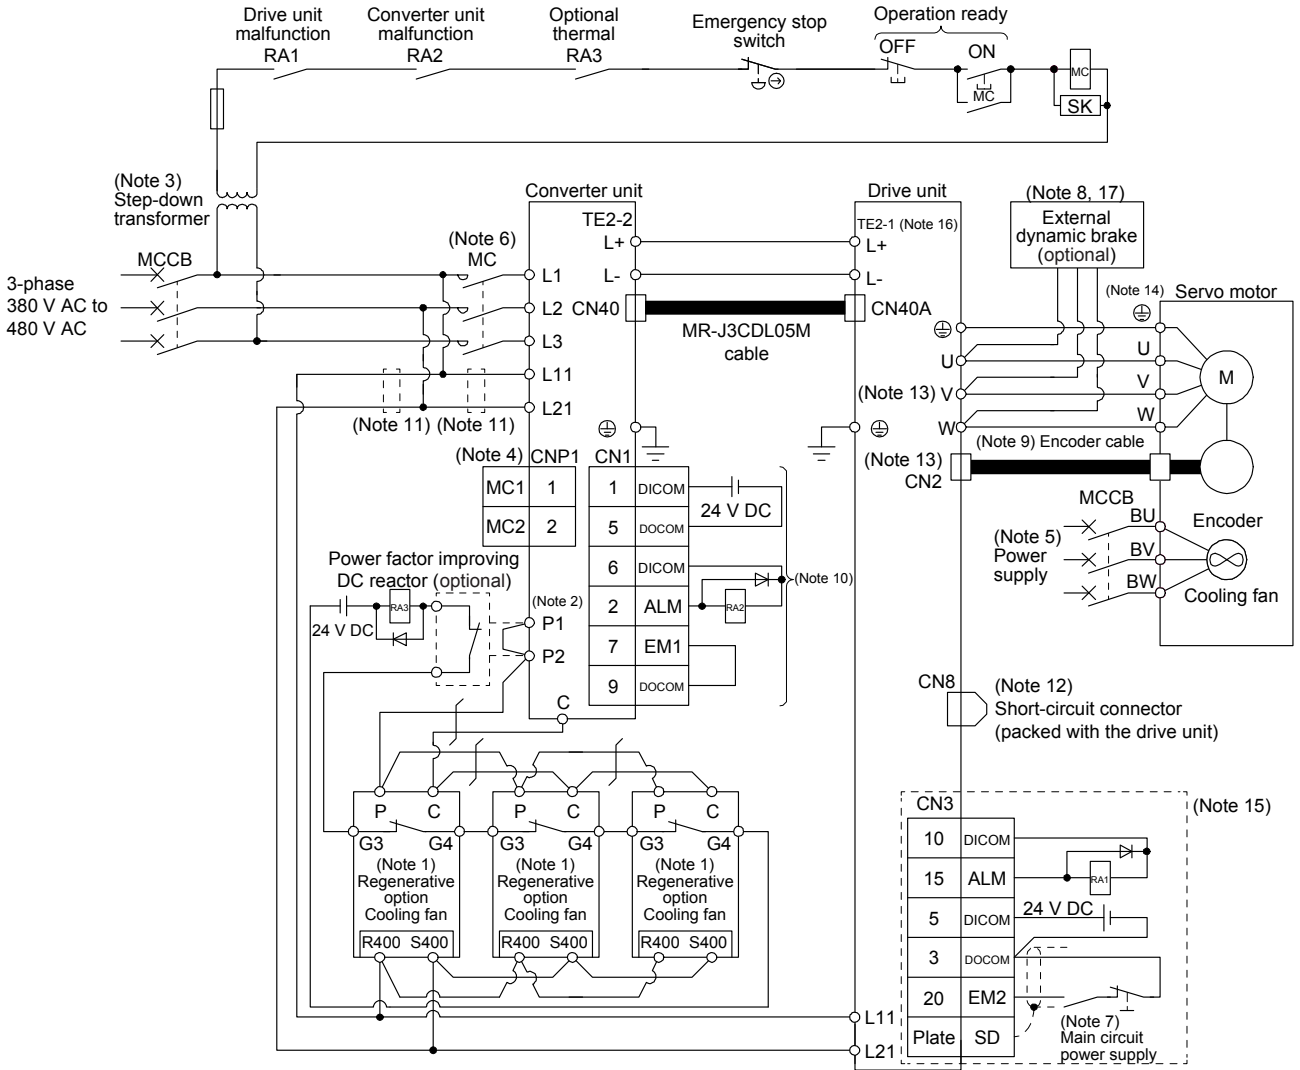 Drive unit
malfunction
RA1
Converter unit
malfunction
RA2
Optional
thermal
RA3
Emergency stop
switch
Operation ready
OFF
ON
MC
MC
SK
(Note 3)
Step-down
transformer
MCCB
3-phase
380 V AC to
480 V AC
(Note 6)
MC
Converter unit
TE2-2
L+
L-
CN40
L1
L2
L3
L11
L21
(Note 11)
(Note 11)
MR-J3CDL05M
cable
Drive unit
TE2-1 (Note 16)
L+
L-
CN40A
U
(Note 13) V
W
(Note 13)
CN2
(Note 8, 17)
External
dynamic brake
(optional)
(Note 14)
Servo motor
U
V
W
M
(Note 9) Encoder cable
MCCB
(Note 5)
Power
supply
BU
BV
BW
Encoder
Cooling fan
(Note 4)
CNP1
MC1 1
MC2 2
CN1
1 DICOM
5 DOCOM
6 DICOM
2 ALM
7 EM1
9 DOCOM
24 V DC
RA2
(Note 10)
Power factor improving
DC reactor (optional)
RA3
24 V DC
(Note 2)
P1
P2
C
P C
G3 G4
(Note 1)
Regenerative
option
Cooling fan
R400 S400
P C
G3 G4
(Note 1)
Regenerative
option
Cooling fan
R400 S400
P C
G3 G4
(Note 1)
Regenerative
option
Cooling fan
R400 S400
L11
L21
CN8
(Note 12)
Short-circuit connector
(packed with the drive unit)
CN3
(Note 15)
10 DICOM
15 ALM
5 DICOM
3 DOCOM
20 EM2
Plate SD
RA1
24 V DC
(Note 7)
Main circuit
power supply